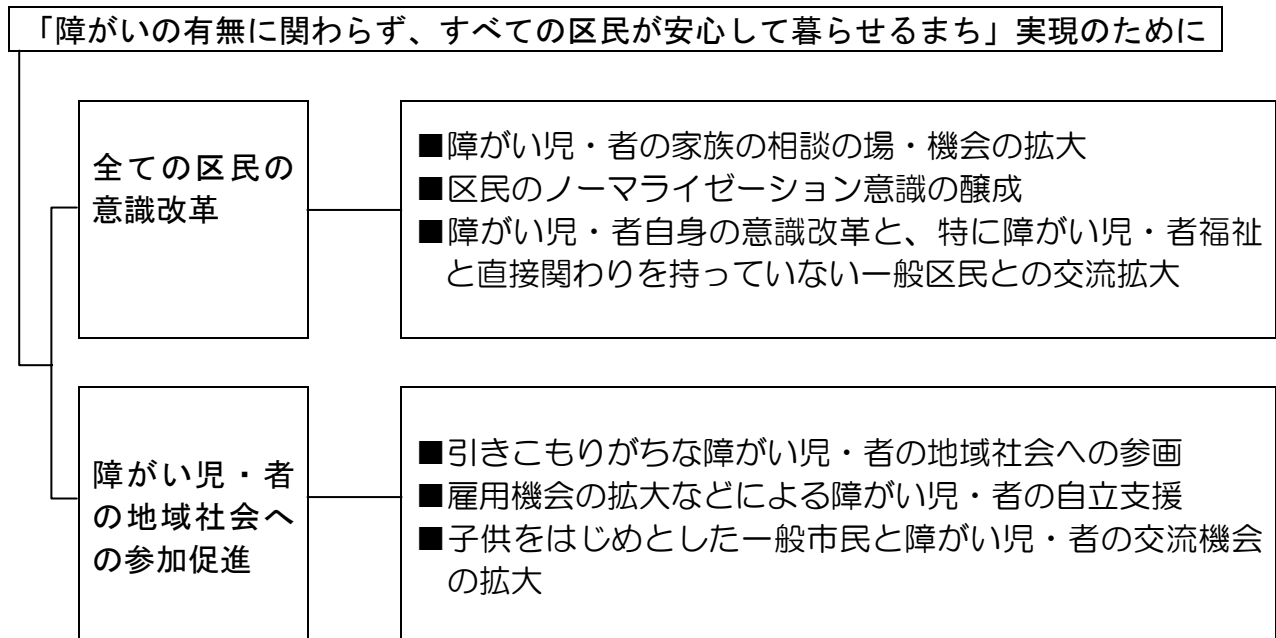 「障がいの有無に関わらず、すべての区民が安心して暮らせるまち」実現のために
全ての区民の
意識改革
■障がい児・者の家族の相談の場・機会の拡大
■区民のノーマライゼーション意識の醸成
■障がい児・者自身の意識改革と、特に障がい児・者福祉
と直接関わりを持っていない一般区民との交流拡大
障がい児・者
の地域社会へ
の参加促進
■引きこもりがちな障がい児・者の地域社会への参画
■雇用機会の拡大などによる障がい児・者の自立支援
■子供をはじめとした一般市民と障がい児・者の交流機会
の拡大